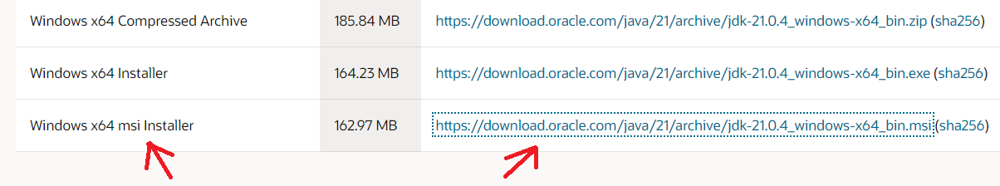 Windows x64 Compressed Archive 185.84 MB https://download.oracle.com/java/21/archive/jdk-21.0.4_windows-x64_bin.zip (sha256)
Windows x64 Installer 164.23 MB https://download.oracle.com/java/21/archive/jdk-21.0.4_windows-x64_bin.exe (sha256)
Windows x64 msi Installer 162.97 MB https://download.oracle.com/java/21/archive/jdk-21.0.4_windows-x64_bin.msi (sha256)